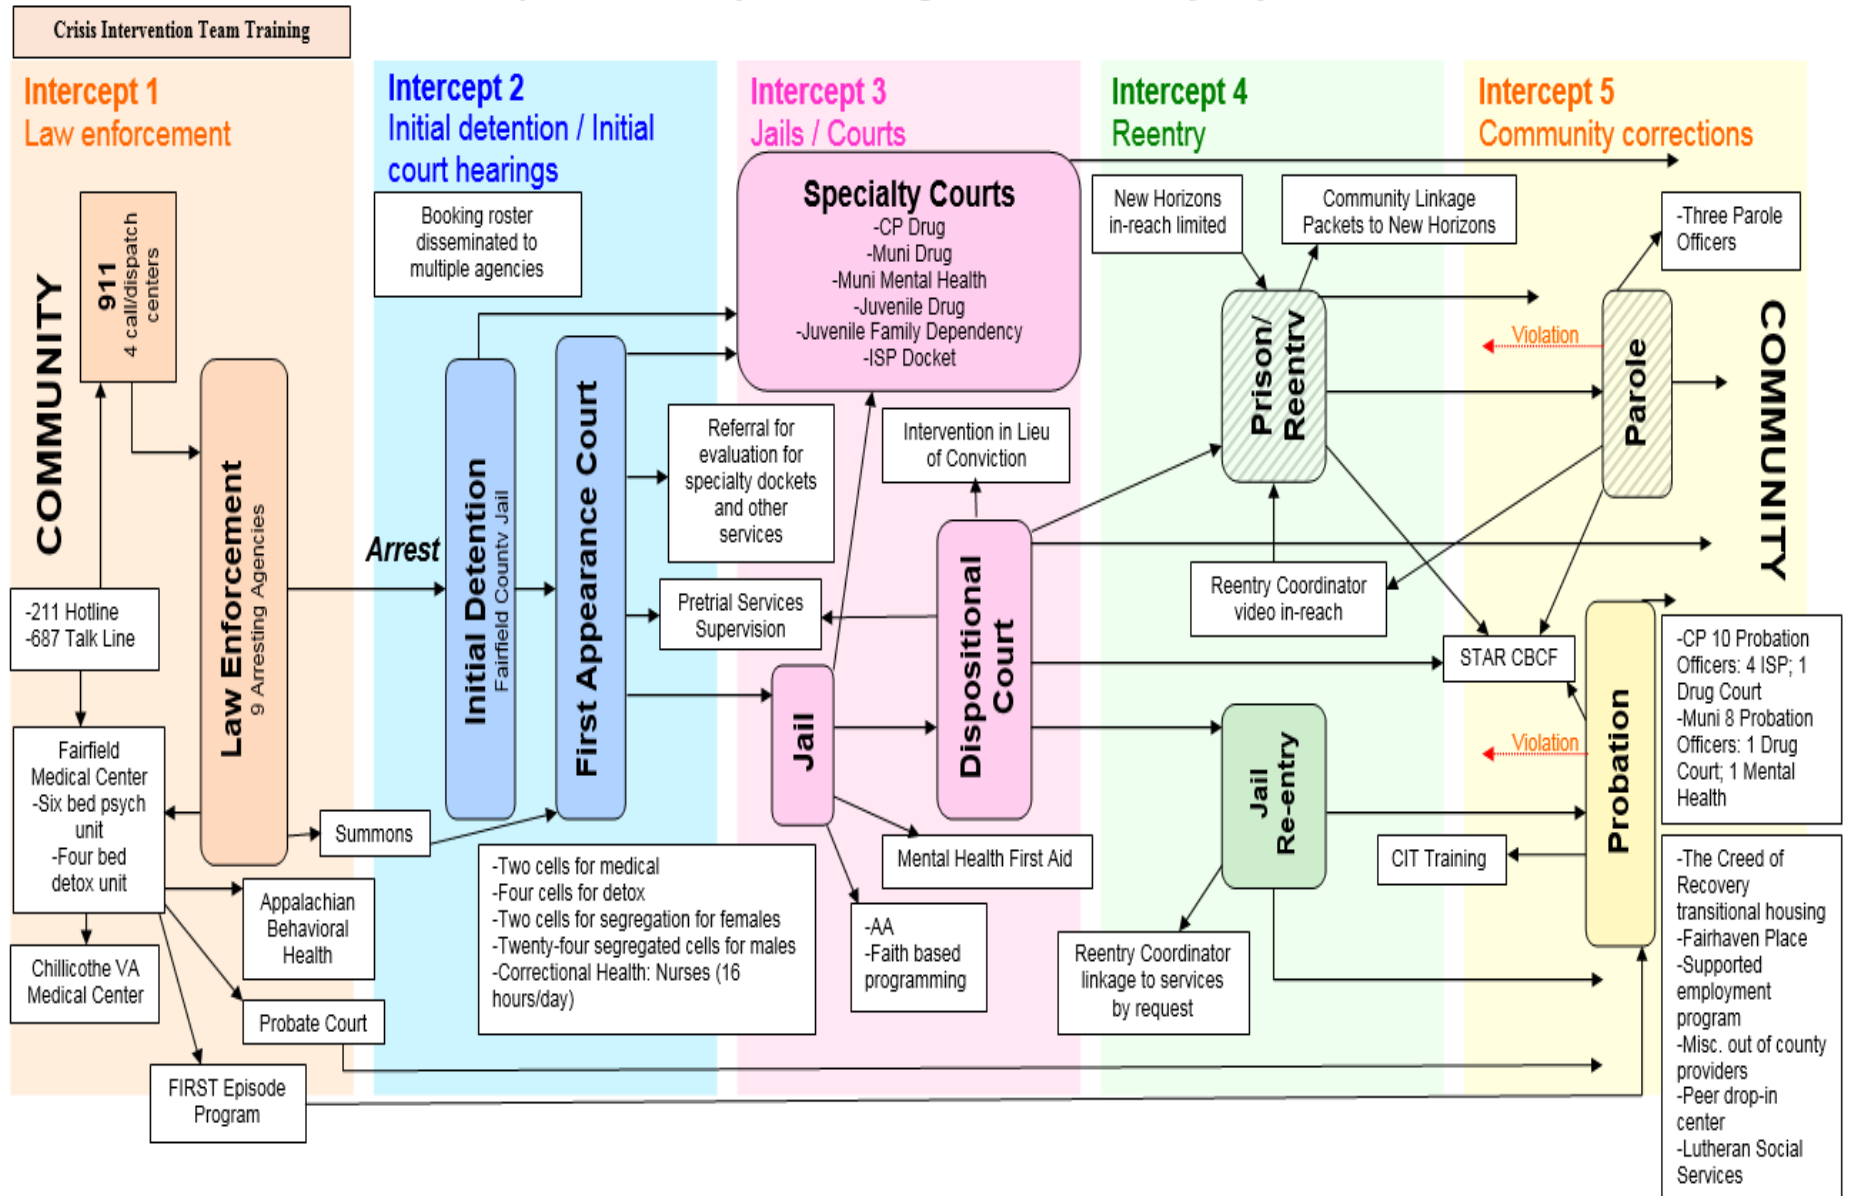 Crisis Intervention Team Training
Intercept 1
Law enforcement
Intercept 2
Initial detention / Initial
court hearings
Intercept 3
Jails / Courts
Intercept 4
Reentry
Intercept 5
Community corrections
COMMUNITY
911
4 call/dispatch
centers
Law Enforcement
9 Arresting Agencies
-211 Hotline
-687 Talk Line
Fairfield
Medical Center
-Six bed psych
unit
-Four bed
detox unit
Summons
Appalachian
Behavioral
Health
Chillicothe VA
Medical Center
Probate Court
FIRST Episode
Program
Arrest
Booking roster
disseminated to
multiple agencies
Initial Detention
Fairfield County Jail
First Appearance Court
-Two cells for medical
-Four cells for detox
-Two cells for segregation for females
-Twenty-four segregated cells for males
-Correctional Health: Nurses (16
hours/day)
Specialty Courts
-CP Drug
-Muni Drug
-Muni Mental Health
-Juvenile Drug
-Juvenile Family Dependency
-ISP Docket
Referral for
evaluation for
specialty dockets
and other
services
Intervention in Lieu
of Conviction
Pretrial Services
Supervision
Jail
Dispositional
Court
Mental Health First Aid
-AA
-Faith based
programming
New Horizons
in-reach limited
Community Linkage
Packets to New Horizons
Prison/
Reentry
Reentry Coordinator
video in-reach
Jail
Re-entry
Reentry Coordinator
linkage to services
by request
-Three Parole
Officers
Violation
Parole
COMMUNITY
STAR CBCF
Violation
Probation
CIT Training
-CP 10 Probation
Officers: 4 ISP; 1
Drug Court
-Muni 8 Probation
Officers: 1 Drug
Court; 1 Mental
Health
-The Creed of
Recovery
transitional housing
-Fairhaven Place
-Supported
employment
program
-Misc. out of county
providers
-Peer drop-in
center
-Lutheran Social
Services